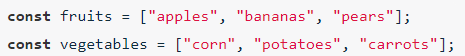 const fruits = ["apples", "bananas", "pears"];
const vegetables = ["corn", "potatoes", "carrots"];